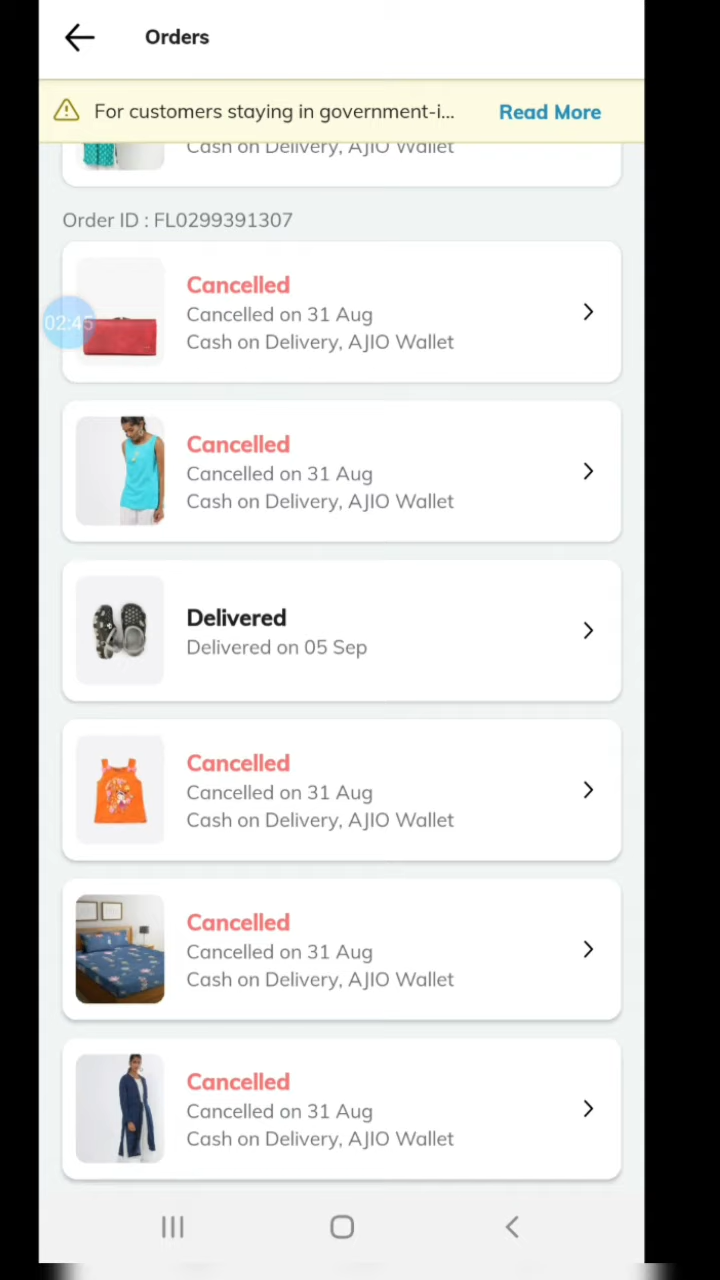 Orders
For customers staying in government-i...
Read More
Cash on Delivery, AJIO Wallet
Order ID : FL0299391307
Cancelled
Cancelled on 31 Aug
02:45
Cash on Delivery, AJIO Wallet
Cancelled
Cancelled on 31 Aug
Cash on Delivery, AJIO Wallet
Delivered
Delivered on 05 Sep
Cancelled
Cancelled on 31 Aug
Cash on Delivery, AJIO Wallet
Cancelled
Cancelled on 31 Aug
Cash on Delivery, AJIO Wallet
Cancelled
Cancelled on 31 Aug
Cash on Delivery, AJIO Wallet